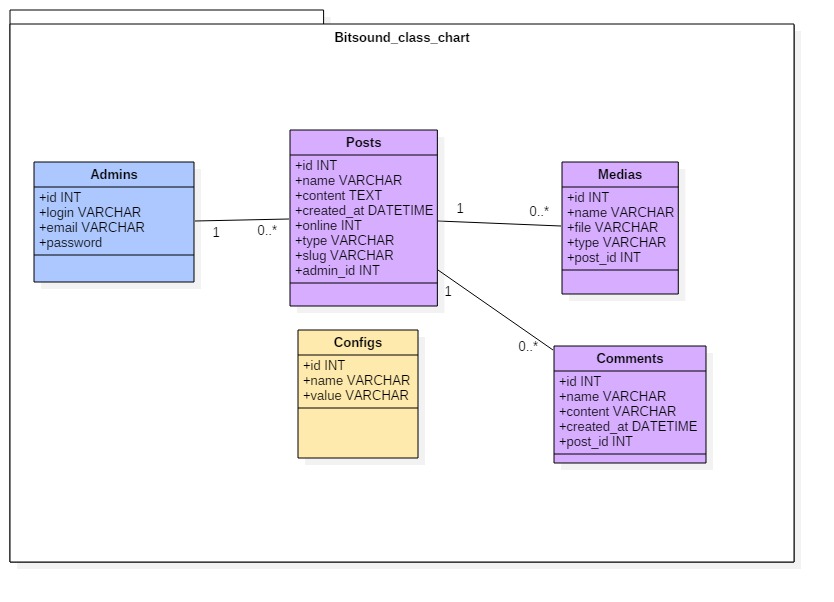 Bitsound_class_chart
Admins
+id INT
+login VARCHAR
+email VARCHAR
+password
1
0..*
Posts
+id INT
+name VARCHAR
+content TEXT
+created_at DATETIME
+online INT
+type VARCHAR
+slug VARCHAR
+admin_id INT
1
0..*
Medias
+id INT
+name VARCHAR
+file VARCHAR
+type VARCHAR
+post_id INT
1
0..*
Configs
+id INT
+name VARCHAR
+value VARCHAR
Comments
+id INT
+name VARCHAR
+content VARCHAR
+created_at DATETIME
+post_id INT